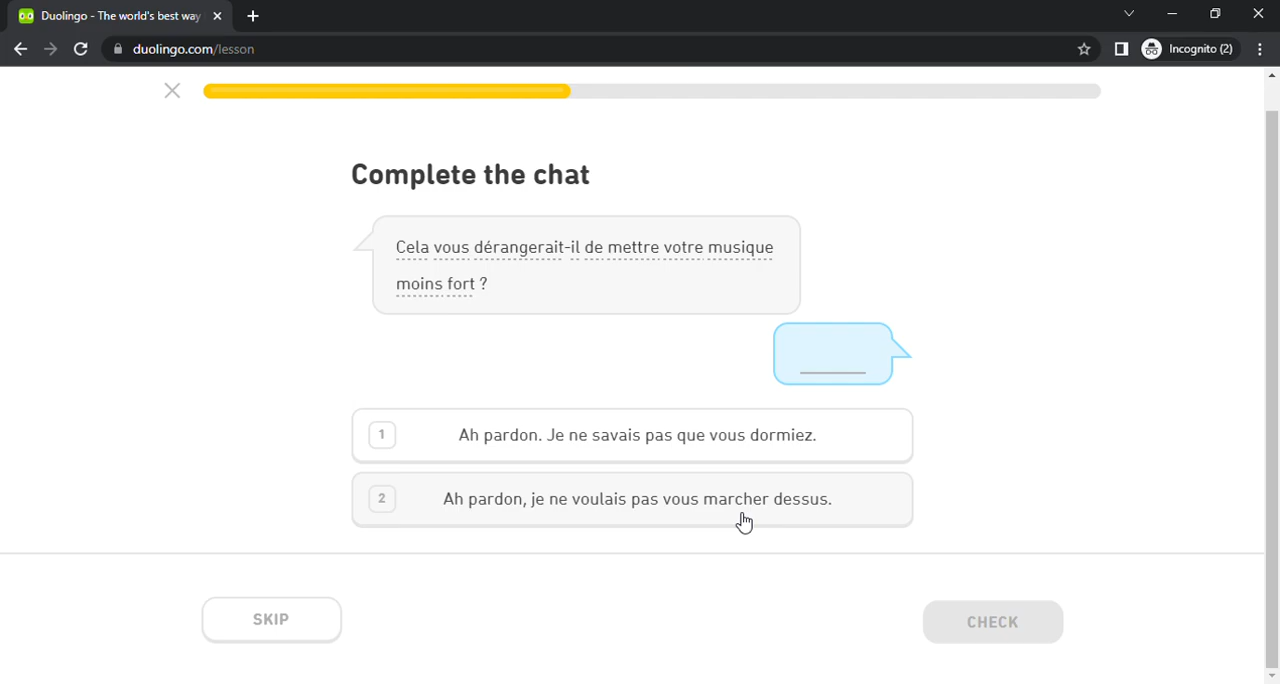 Duolingo - The world's best way
duolingo.com/lesson
Incognito (2)
Complete the chat
Cela vous dérangerait-il de mettre votre musique
moins fort ?
1 Ah pardon. Je ne savais pas que vous dormiez.
2 Ah pardon, je ne voulais pas vous marcher dessus.
SKIP
CHECK